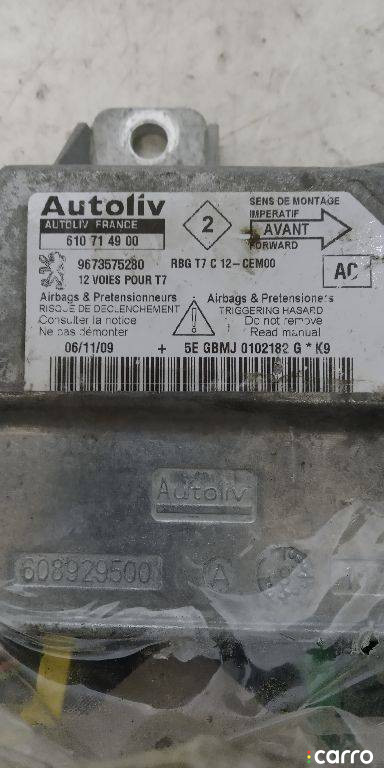 Autoliv
AUTOLIV FRANCE
610 71 49 00
2
SENS DE MONTAGE
IMPERATIF
AVANT
FORWARD
9673575280
RBG T7 C 12-CEM00
12 VOIES POUR T7
AC
Airbags & Pretensionneurs
RISQUE DE DECLENCHEMENT
Consulter la notice
Ne pas démonter
Airbags & Pretensioners
TRIGGERING HASARD
Do not remove
Read manual
06/11/09 + 5E GBMJ 0102182 G * K9
Autoliv
608929500
A
carro